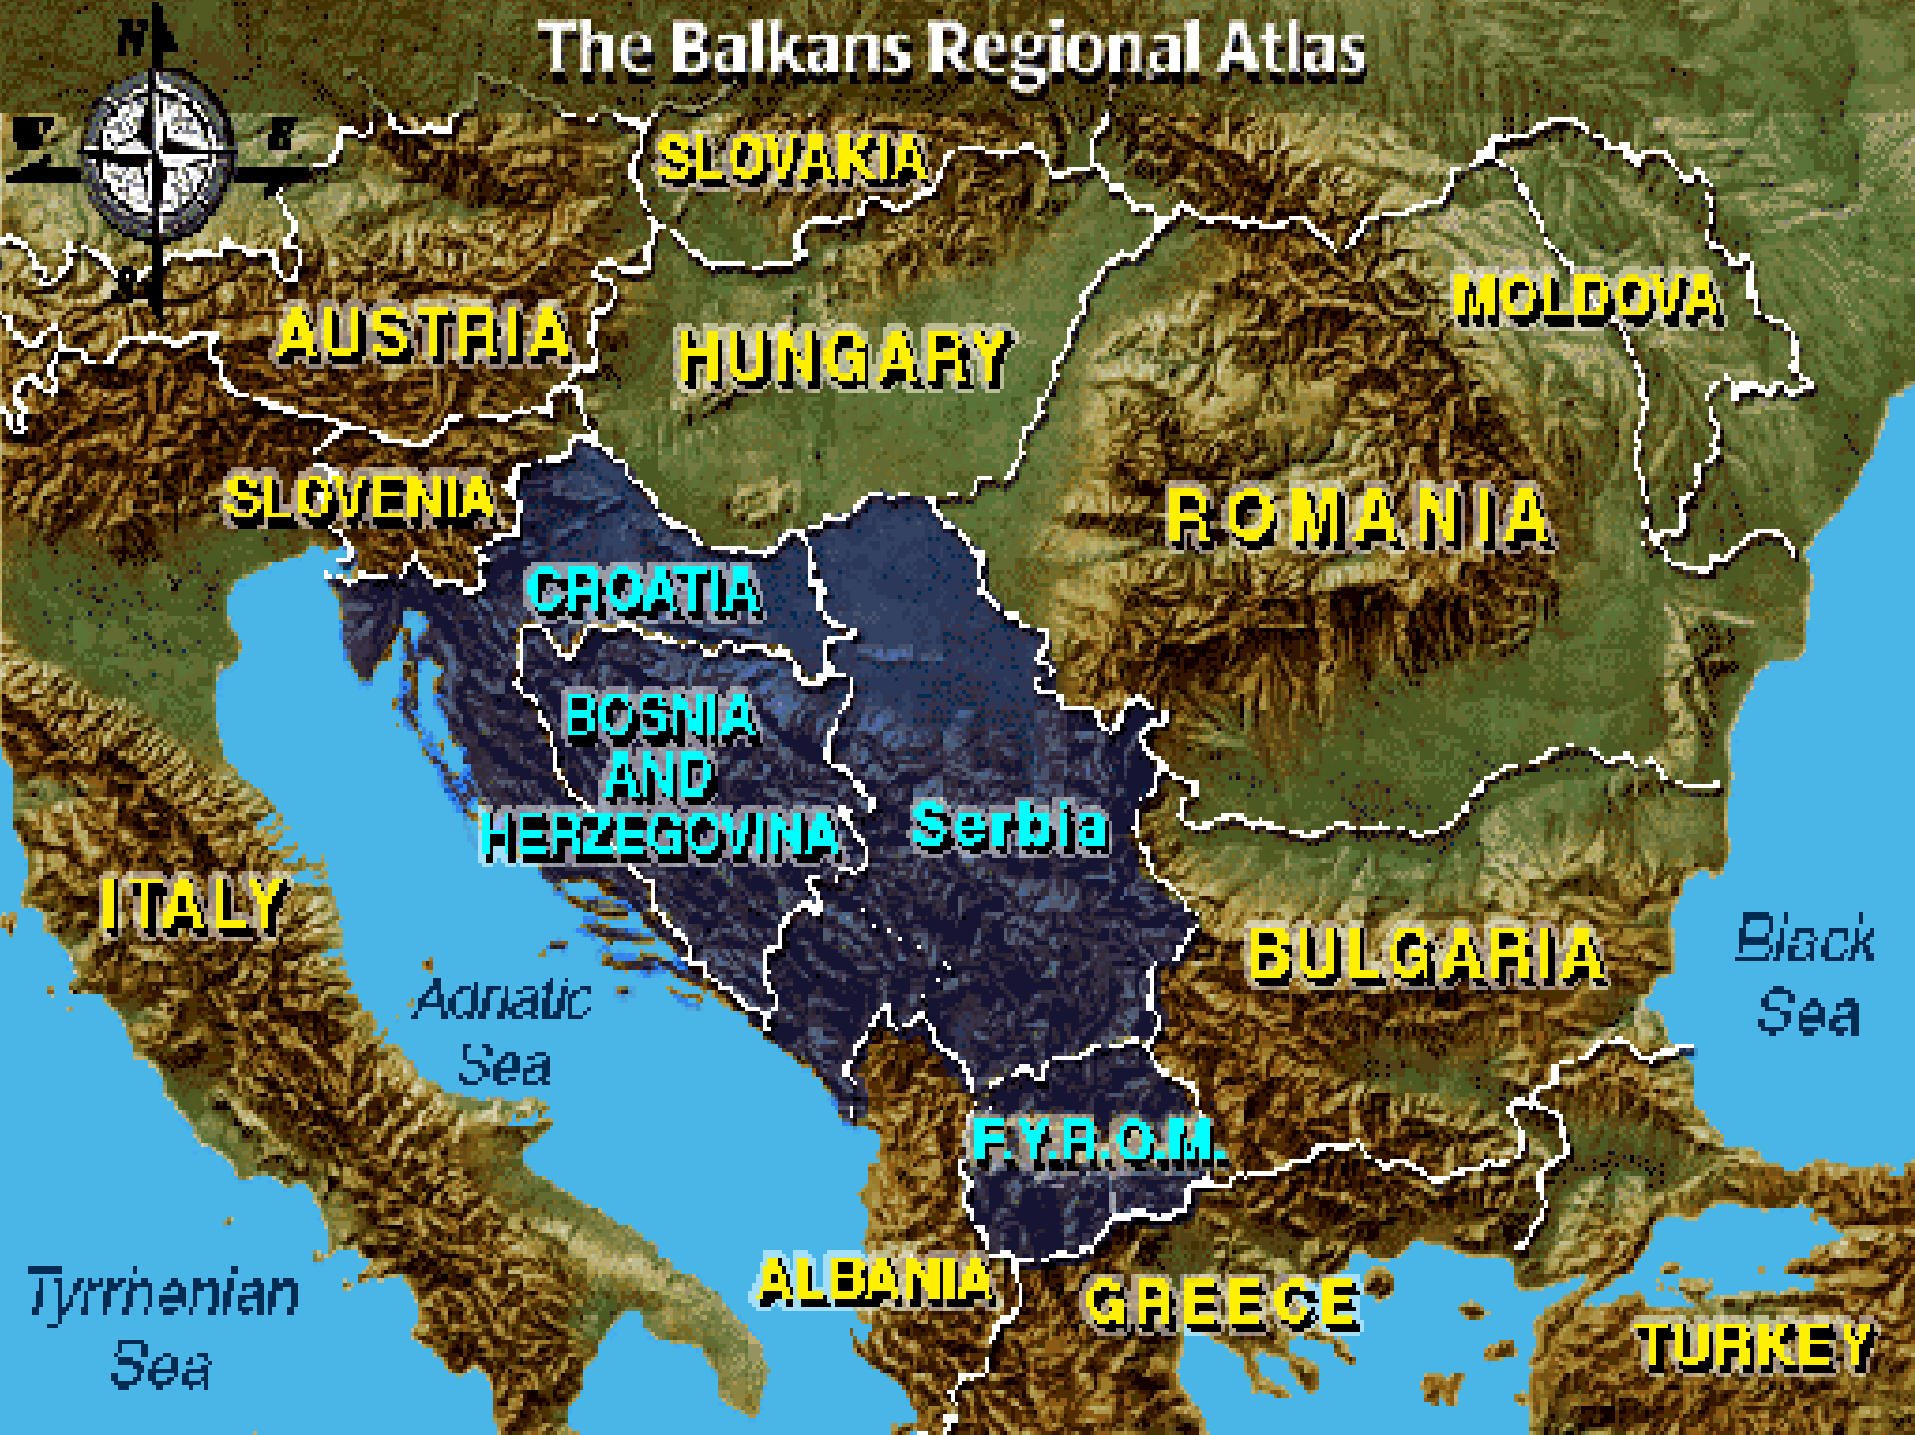 The Balkans Regional Atlas
N
W
E
S
SLOVAKIA
MOLDOVA
AUSTRIA
HUNGARY
SLOVENIA
ROMANIA
CROATIA
BOSNIA
AND
HERZEGOVINA
Serbia
ITALY
BULGARIA
Black
Sea
Adriatic
Sea
F.Y.R.O.M.
ALBANIA
GREECE
Tyrrhenian
Sea
TURKEY